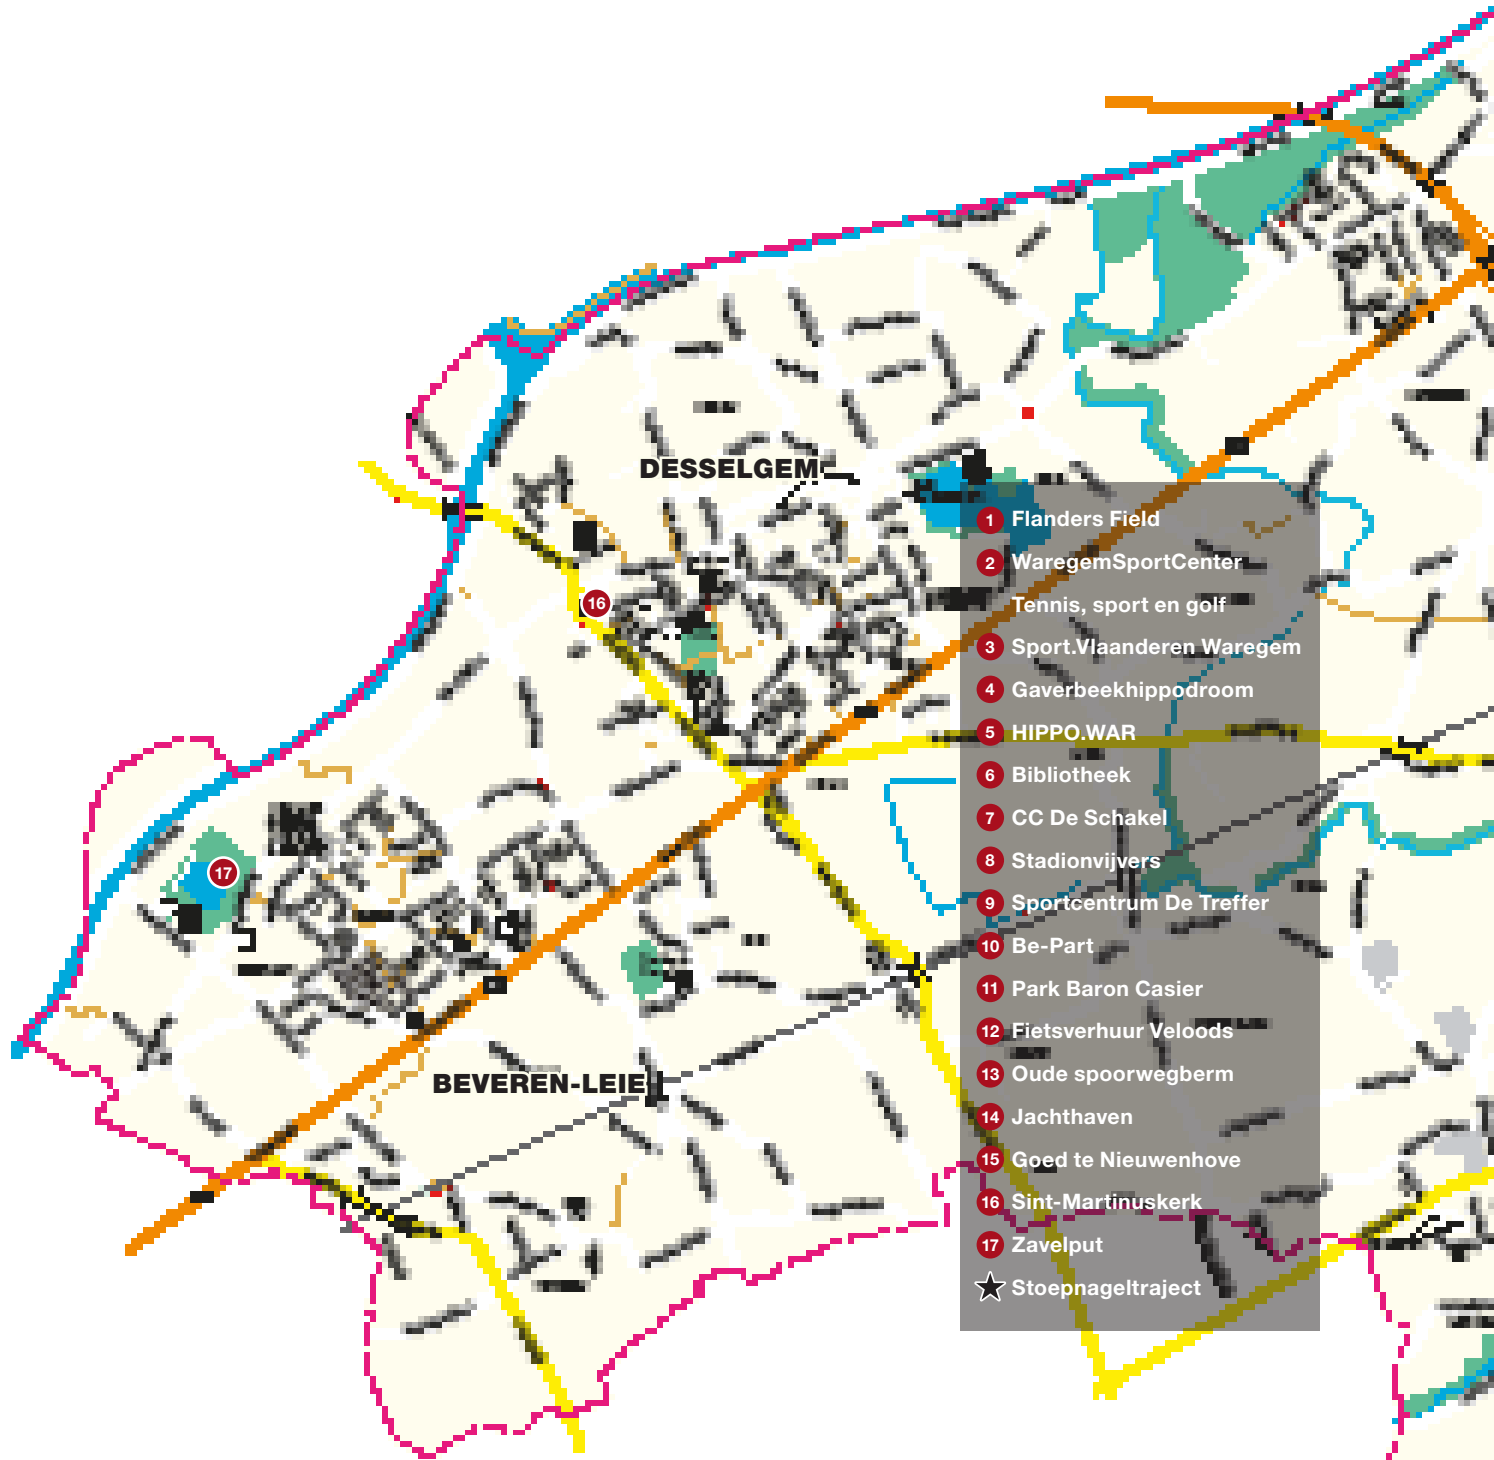 DESSELGEM
16
17
BEVEREN-LEIE
1 Flanders Field
2 WaregemSportCenter
Tennis, sport en golf
3 Sport.Vlaanderen Waregem
4 Gaverbeekhippodroom
5 HIPPO.WAR
6 Bibliotheek
7 CC De Schakel
8 Stadionvijvers
9 Sportcentrum De Treffer
10 Be-Part
11 Park Baron Casier
12 Fietsverhuur Veloods
13 Oude spoorwegberm
14 Jachthaven
15 Goed te Nieuwenhove
16 Sint-Martinuskerk
17 Zavelput
★ Stoepnageltraject